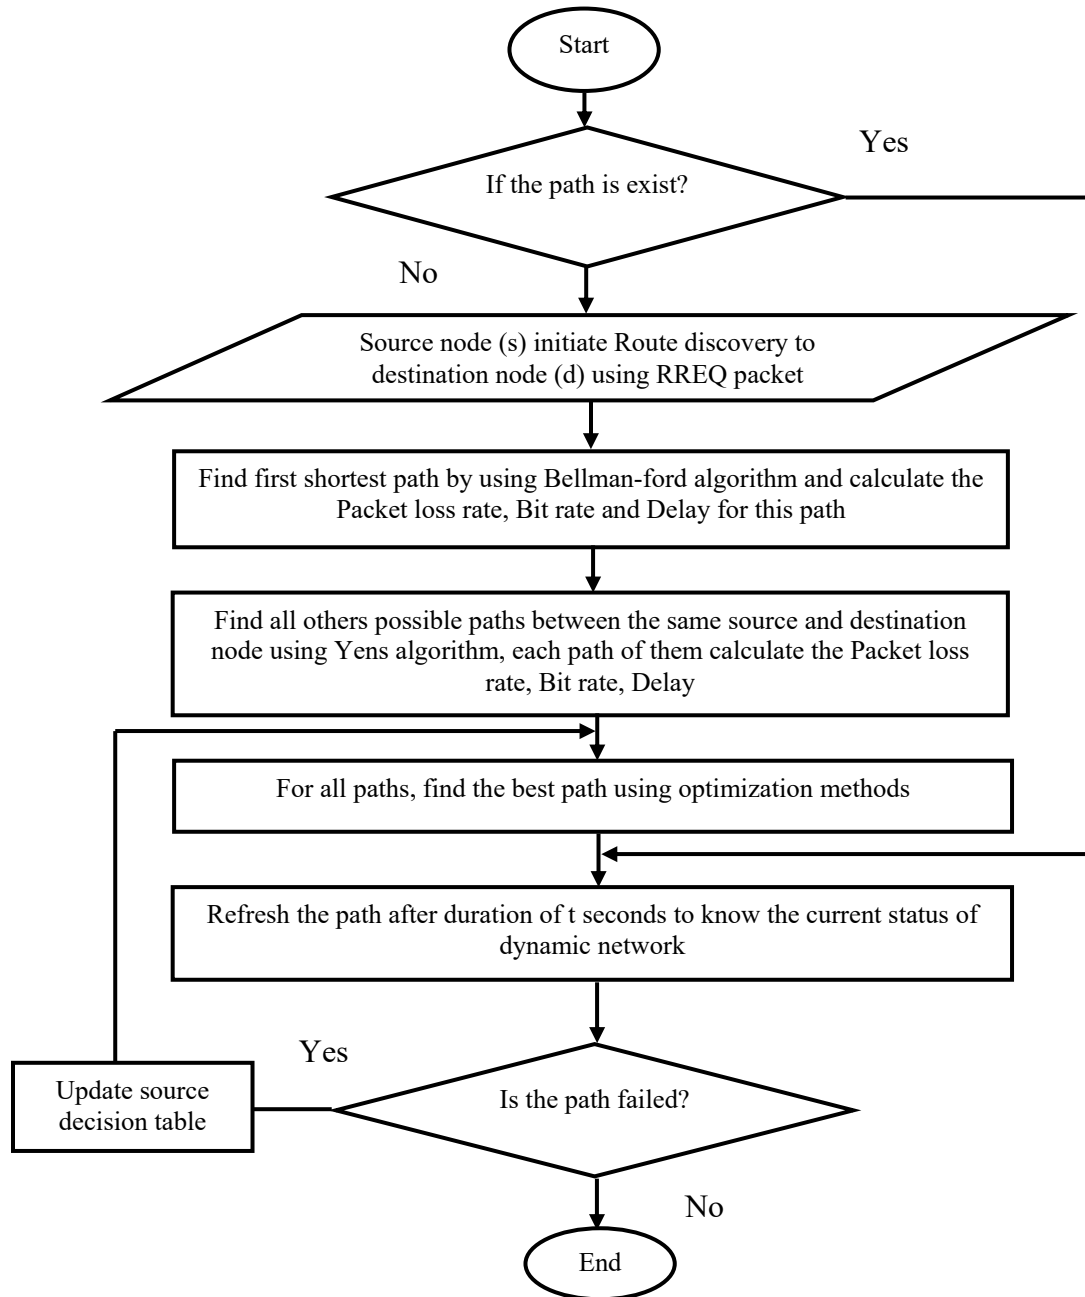 Start
Yes
If the path is exist?
No
Source node (s) initiate Route discovery to
destination node (d) using RREQ packet
Find first shortest path by using Bellman-ford algorithm and calculate the
Packet loss rate, Bit rate and Delay for this path
Find all others possible paths between the same source and destination
node using Yens algorithm, each path of them calculate the Packet loss
rate, Bit rate, Delay
For all paths, find the best path using optimization methods
Refresh the path after duration of t seconds to know the current status of
dynamic network
Yes
Update source
decision table
Is the path failed?
No
End